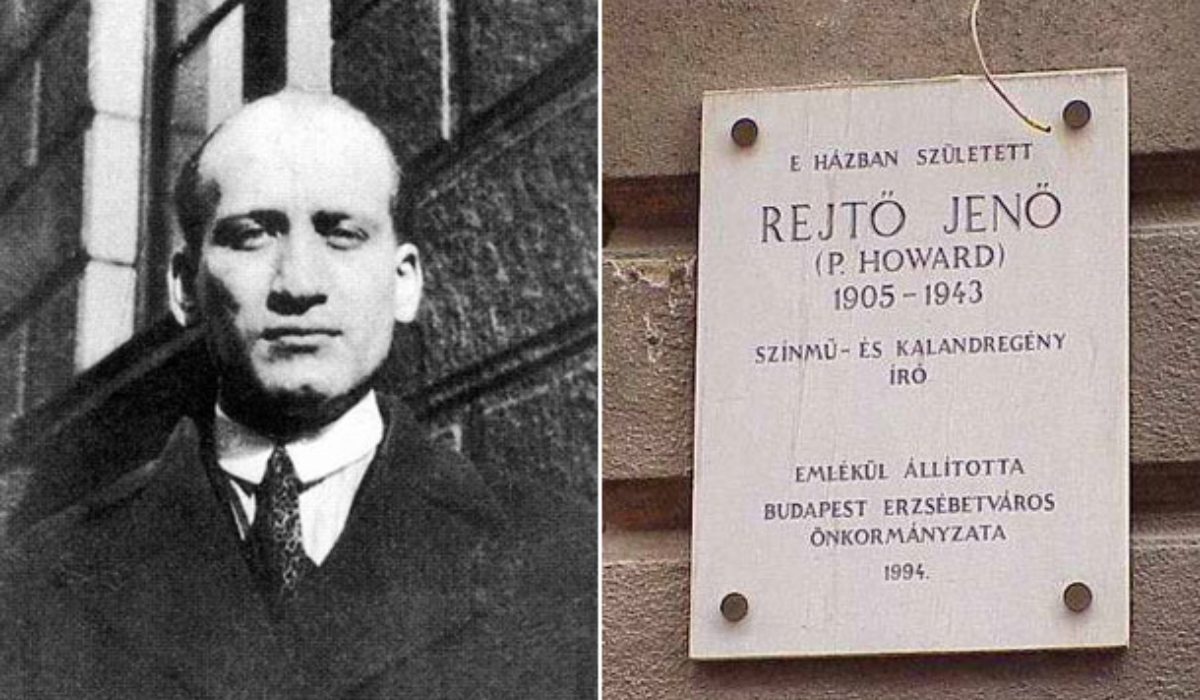 E HÁZBAN SZÜLETETT
REJTŐ JENŐ
(P. HOWARD)
1905 – 1943
SZÍNMŰ- ÉS KALANDREGÉNY
ÍRÓ
EMLÉKÜL ÁLLÍTOTTA
BUDAPEST ERZSÉBETVÁROS
ÖNKORMÁNYZATA
1994.